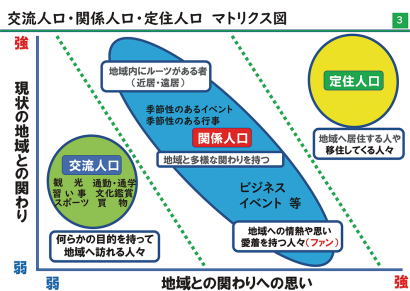 交流人口・関係人口・定住人口 マトリクス図
3
強
現状の地域との関わり
弱
地域内にルーツがある者
（近居・遠居）
季節性のあるイベント
季節性のある行事
関係人口
地域と多様な関わりを持つ
ビジネス
イベント 等
地域への情熱や思い
愛着を持つ人々（ファン）
定住人口
地域へ居住する人や
移住してくる人々
交流人口
観 光 通勤・通学
習い事 文化鑑賞
スポーツ 買 物
何らかの目的を持って
地域へ訪れる人々
弱
地域との関わりへの思い
強